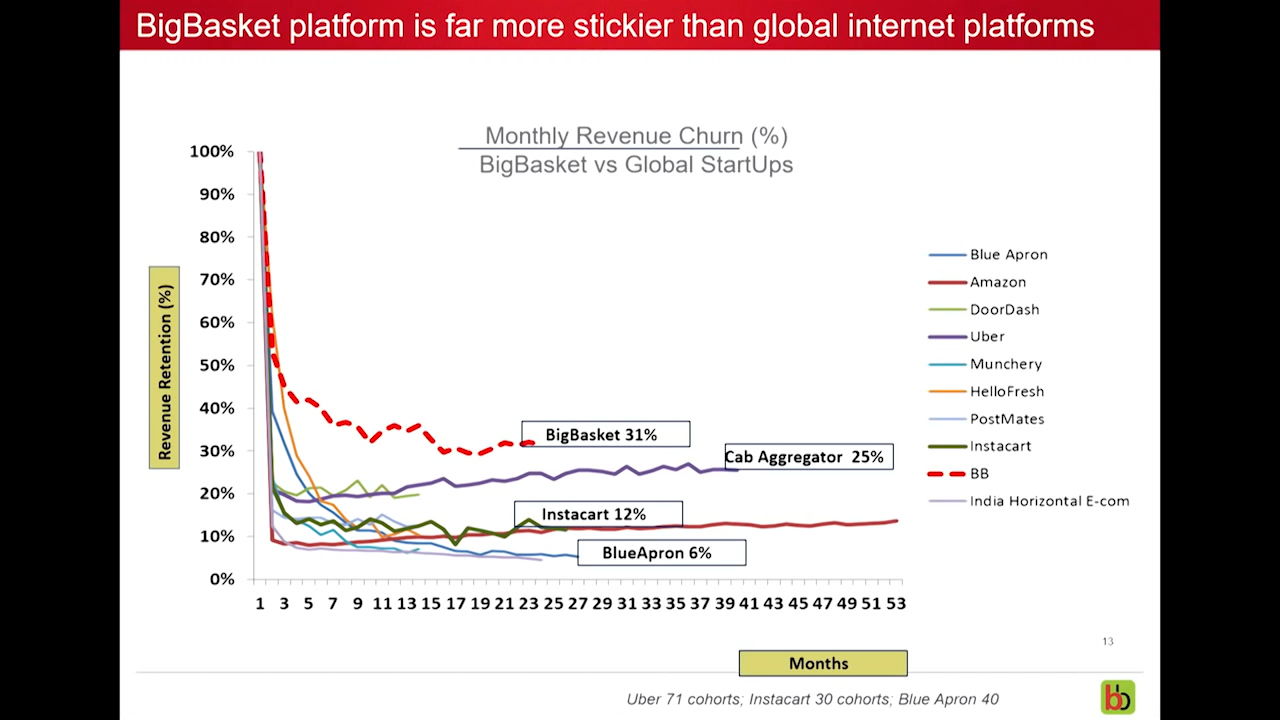 BigBasket platform is far more stickier than global internet platforms
Monthly Revenue Churn (%)
BigBasket vs Global StartUps
Revenue Retention (%)
100%
90%
80%
70%
60%
50%
40%
30%
20%
10%
0%
BigBasket 31%
Cab Aggregator 25%
Instacart 12%
BlueApron 6%
Blue Apron
Amazon
DoorDash
Uber
Munchery
HelloFresh
PostMates
Instacart
BB
India Horizontal E-com
1 3 5 7 9 11 13 15 17 19 21 23 25 27 29 31 33 35 37 39 41 43 45 47 49 51 53
13
Months
Uber 71 cohorts; Instacart 30 cohorts; Blue Apron 40
bb